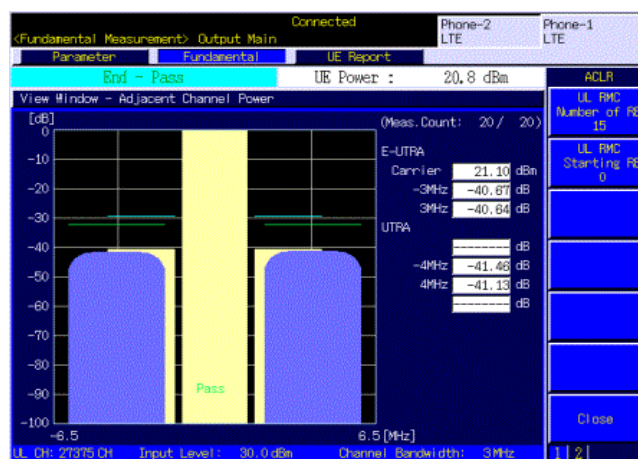 Connected
<Fundamental Measurement> Output Main
Phone-2
LTE
Phone-1
LTE
Parameter
Fundamental
UE Report
End - Pass
UE Power :
20.8 dBm
ACLR
View Window - Adjacent Channel Power
UL RMC
Number of RB
15
UL RMC
Starting RB
0
Close
1 2
[dB]
0
-10
-20
-30
-40
-50
-60
-70
-80
-90
-100
Pass
-6.5
6.5 [MHz]
(Meas.Count: 20 / 20)
E-UTRA
Carrier 21.10 dBm
-3MHz -40.67 dB
3MHz -40.64 dB
UTRA
-------- dB
-4MHz -41.46 dB
4MHz -41.13 dB
-------- dB
UL CH: 27375 CH Input Level: 30.0 dBm Channel Bandwidth: 3MHz